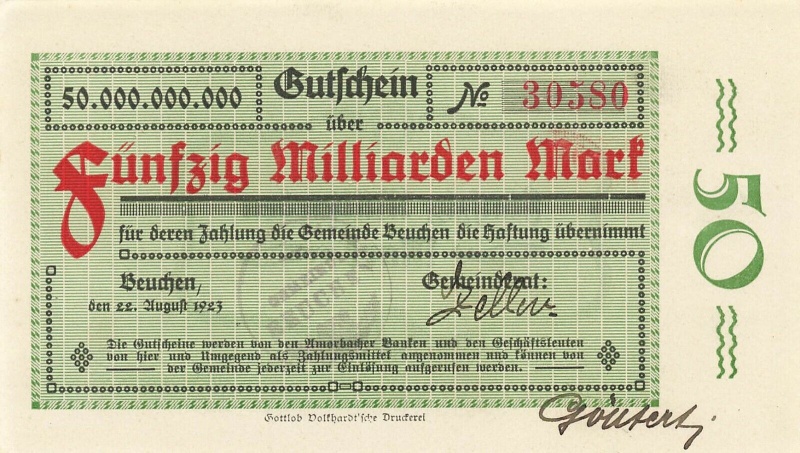 50.000.000.000
Gutschein
№ 30580
über
Fünfzig Milliarden Mark
für deren Zahlung die Gemeinde Beuchen die Haftung übernimmt
Beuchen,
den 22. August 1923
Gemeinderat:
Die Gutscheine werden von den Amorbacher Banken und den Geschäftsleuten
von hier und Umgegend als Zahlungsmittel angenommen und können von
der Gemeinde jederzeit zur Einlösung aufgerufen werden.
Gottlob Volkhardt'sche Druckerei
50